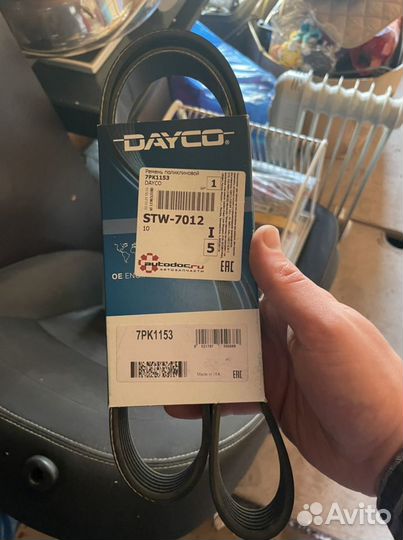 DAYCO®
Ремень поликлиновой
7PK1153
DAYCO
1
STW-7012
10
I
5
autodoc.ru
АВТОЗАПЧАСТИ
EAC
OE EN
7PK1153
Made in
EAC
Avito